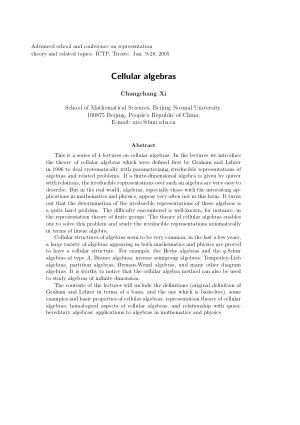 Advanced school and conference on representation
theory and related topics. ICTP, Trieste. Jan. 9-28, 2005
Cellular algebras
Changchang Xi
School of Mathematical Sciences, Beijing Normal University,
100875 Beijing, People's Republic of China;
E-mail: xicc@bnu.edu.cn
Abstract
This is a series of 4 lectures on cellular algebras. In the lectures we introduce
the theory of cellular algebras which were defined first by Graham and Lehrer
in 1996 to deal systematically with parameterizing irreducible representations of
algebras and related problems. If a finite-dimensional algebra is given by quiver
with relations, the irreducible representations over such an algebra are very easy to
describe. But in the real world, algebras, especially those with the interesting ap-
plications in mathematics and physics, appear very often not in this form. It turns
out that the determination of the irreducible representations of these algebras is
a quite hard problem. The difficulty encountered is well-known, for instance, in
the representation theory of finite groups. The theory of cellular algebras enables
one to solve this problem and study the irreducible representations axiomatically
in terms of linear algebra.
Cellular structures of algebras seem to be very common; in the last a few years,
a large variety of algebras appearing in both mathematics and physics are proved
to have a cellular structure. For example, the Hecke algebras and the q-Schur
algebras of type A, Brauer algebras; inverse semigroup algebras; Temperley-Lieb
algebras, partition algebras, Birman-Wenzl algebras, and many other diagram
algebras. It is worthy to notice that the cellular algebra method can also be used
to study algebras of infinite dimension.
The contents of the lectures will include the definitions (original definition of
Graham and Lehrer in terms of a basis, and the one which is basis-free), some
examples and basic properties of cellular algebras; representation theory of cellular
algebras; homological aspects of cellular algebras, and relationship with quasi-
hereditary algebras; applications to algebras in mathematics and physics.